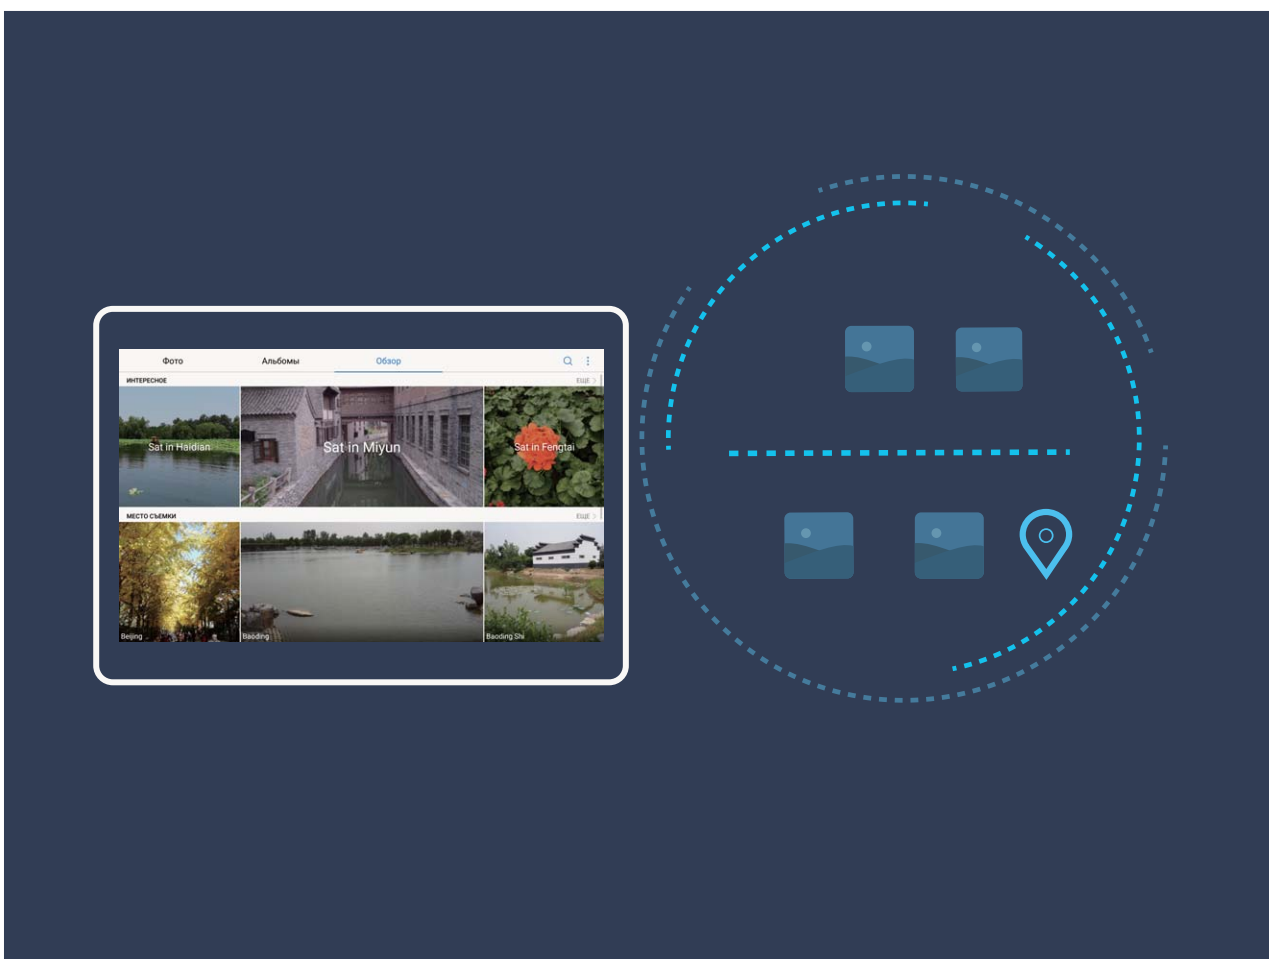 Фото Альбомы Обзор
ИНТЕРЕСНОЕ ЕЩЕ
Sat in Haidian Sat in Miyun Sat in Fengtai
МЕСТО СЪЕМКИ ЕЩЕ
Beijing Baoding Baoding Shi